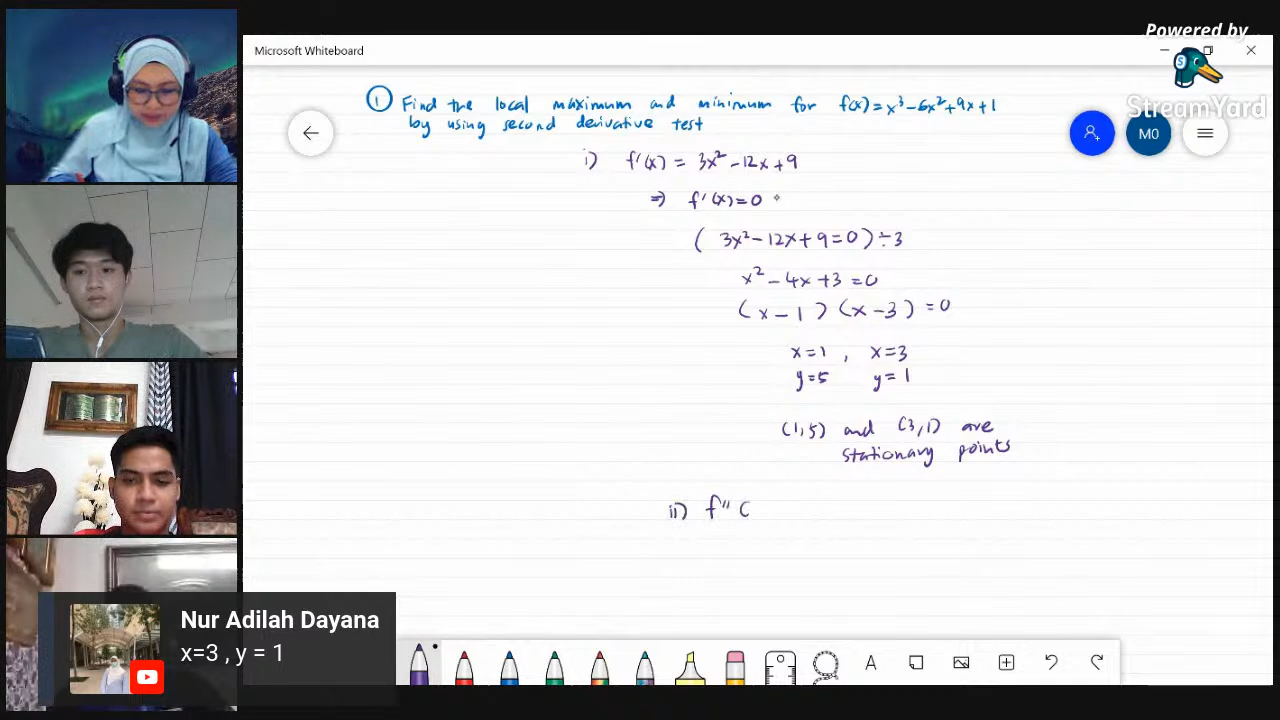 Powered by
StreamYard
Microsoft Whiteboard
① Find the local maximum and minimum for f(x) = x³ - 6x² + 9x + 1
by using second derivative test
M0
i) f'(x) = 3x² - 12x + 9
⇒ f'(x) = 0
( 3x² - 12x + 9 = 0 ) ÷ 3
x² - 4x + 3 = 0
( x - 1 ) ( x - 3 ) = 0
x = 1 , x = 3
y = 5 y = 1
(1,5) and (3,1) are
stationary points
ii) f'' (
Nur Adilah Dayana
x=3 , y = 1
A